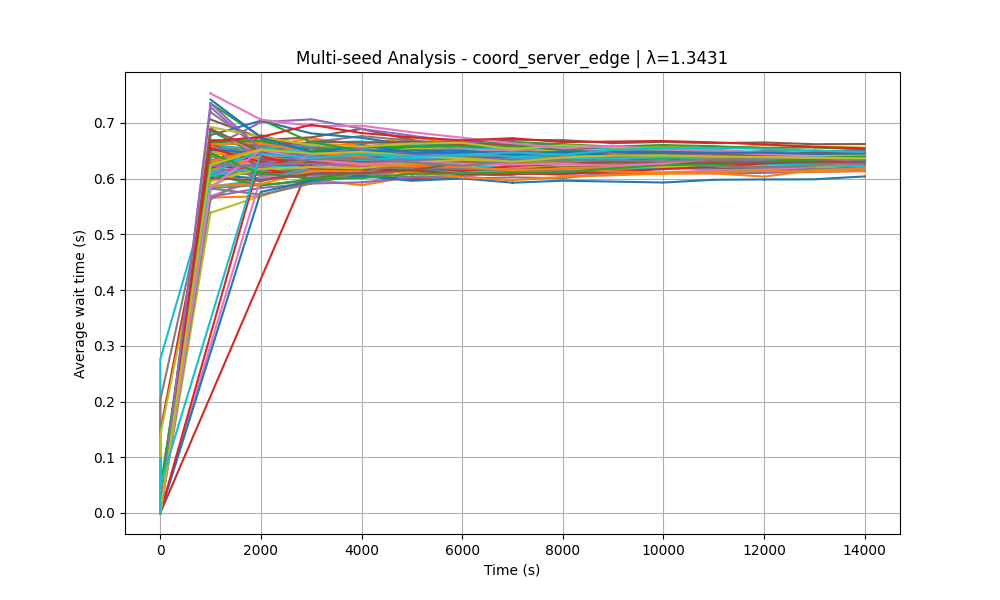 Multi-seed Analysis - coord_server_edge | λ=1.3431
Average wait time (s)
0.7
0.6
0.5
0.4
0.3
0.2
0.1
0.0
0 2000 4000 6000 8000 10000 12000 14000
Time (s)